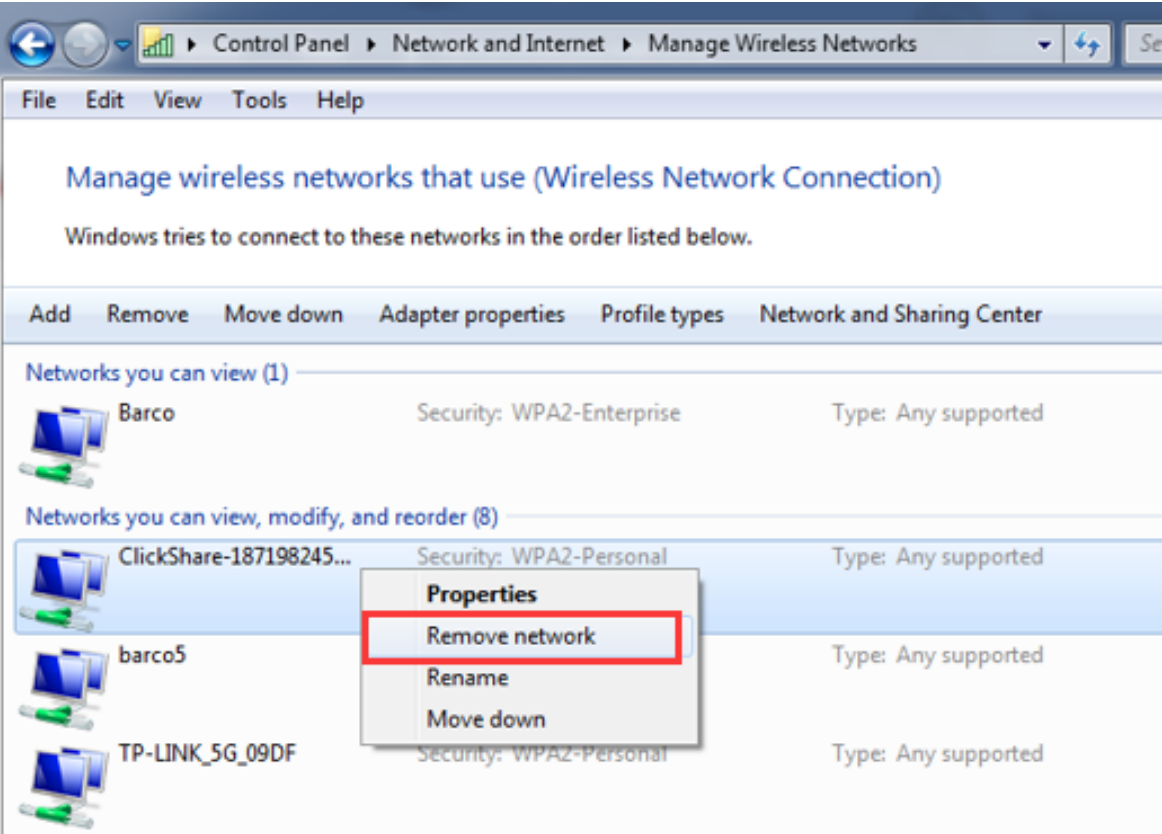 Control Panel ▸ Network and Internet ▸ Manage Wireless Networks Se
File Edit View Tools Help
Manage wireless networks that use (Wireless Network Connection)
Windows tries to connect to these networks in the order listed below.
Add Remove Move down Adapter properties Profile types Network and Sharing Center
Networks you can view (1)
Barco Security: WPA2-Enterprise Type: Any supported
Networks you can view, modify, and reorder (8)
ClickShare-187198245... Security: WPA2-Personal Type: Any supported
Properties
Remove network
barco5 Type: Any supported
Rename
Move down
TP-LINK_5G_09DF Security: WPA2-Personal Type: Any supported